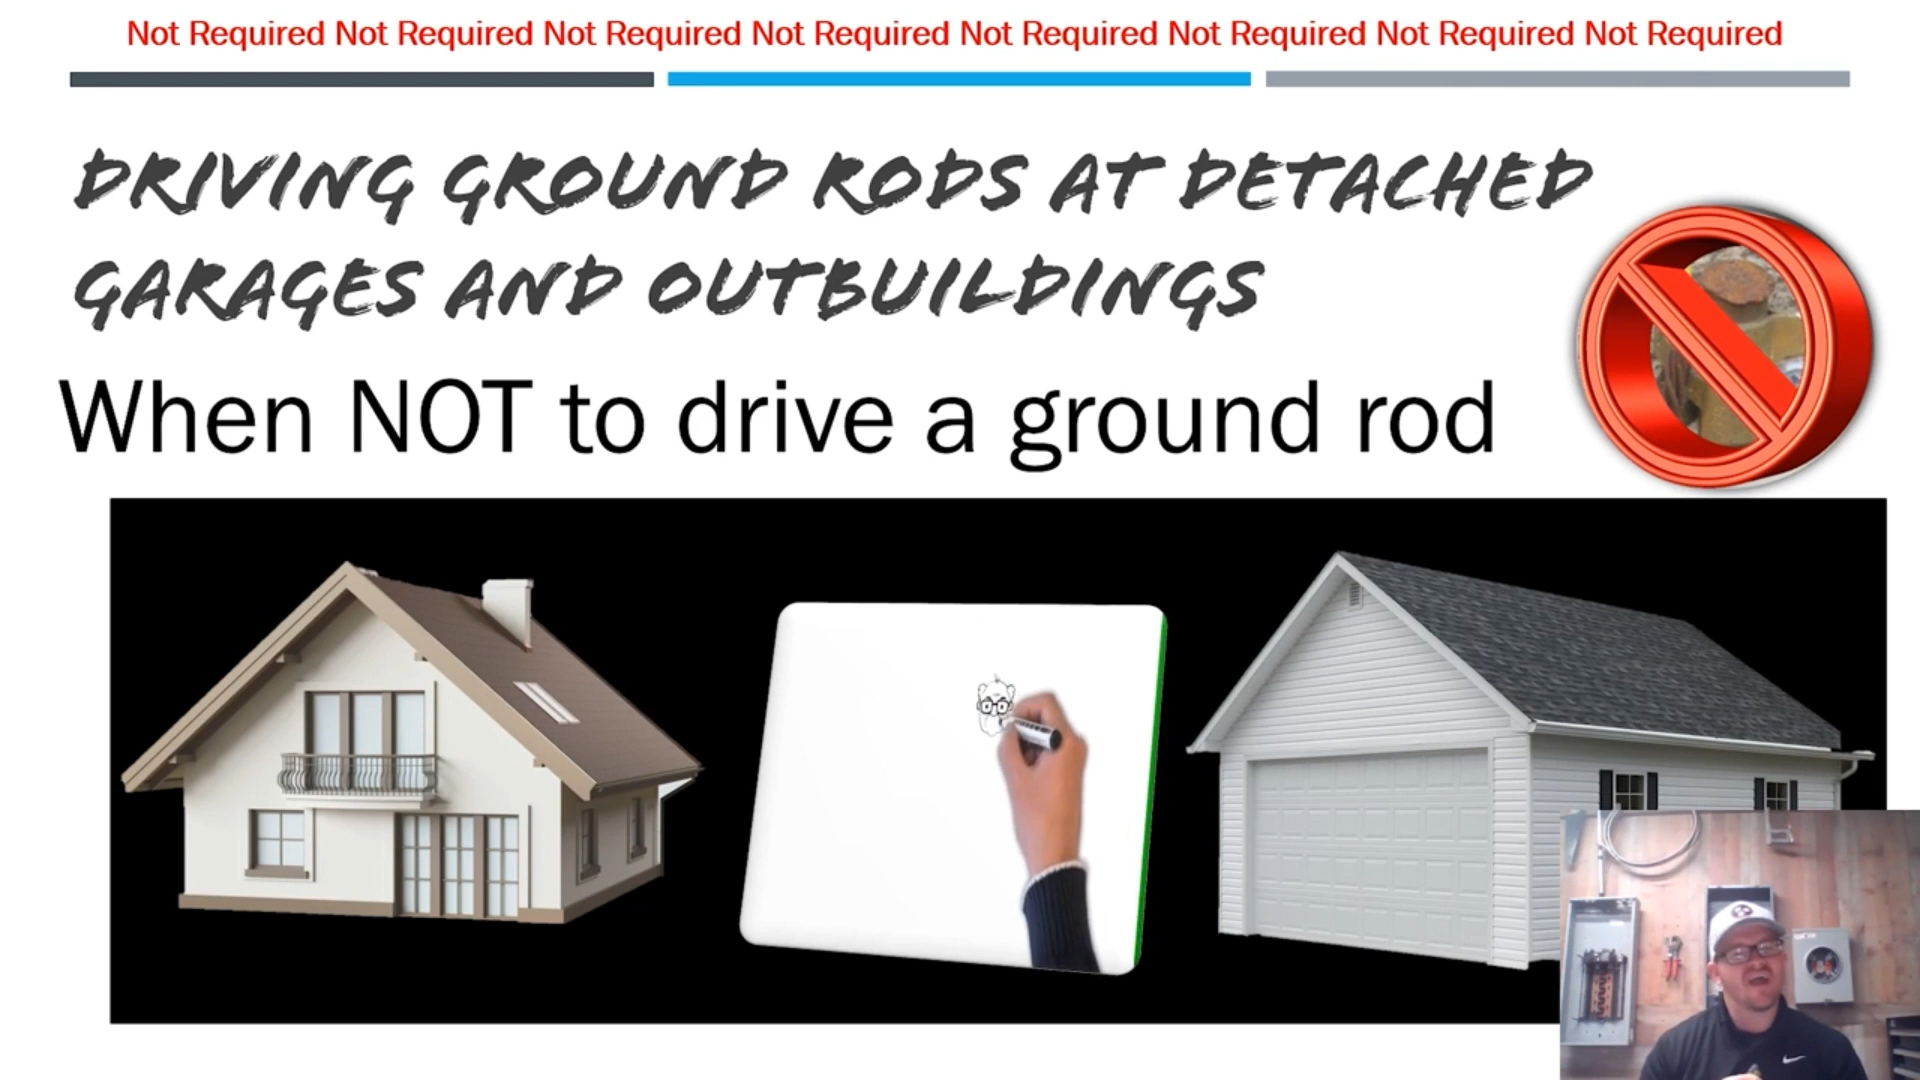 Not Required Not Required Not Required Not Required Not Required Not Required Not Required Not Required
DRIVING GROUND RODS AT DETACHED
GARAGES AND OUTBUILDINGS
When NOT to drive a ground rod